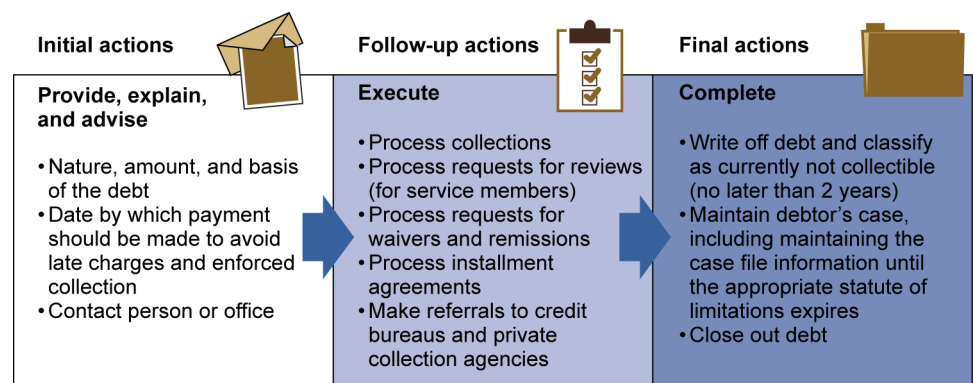 Initial actions
Provide, explain,
and advise
•Nature, amount, and basis
of the debt
•Date by which payment
should be made to avoid
late charges and enforced
collection
•Contact person or office
Follow-up actions
Execute
•Process collections
•Process requests for reviews
(for service members)
•Process requests for
waivers and remissions
•Process installment
agreements
•Make referrals to credit
bureaus and private
collection agencies
Final actions
Complete
•Write off debt and classify
as currently not collectible
(no later than 2 years)
•Maintain debtor’s case,
including maintaining the
case file information until
the appropriate statute of
limitations expires
•Close out debt